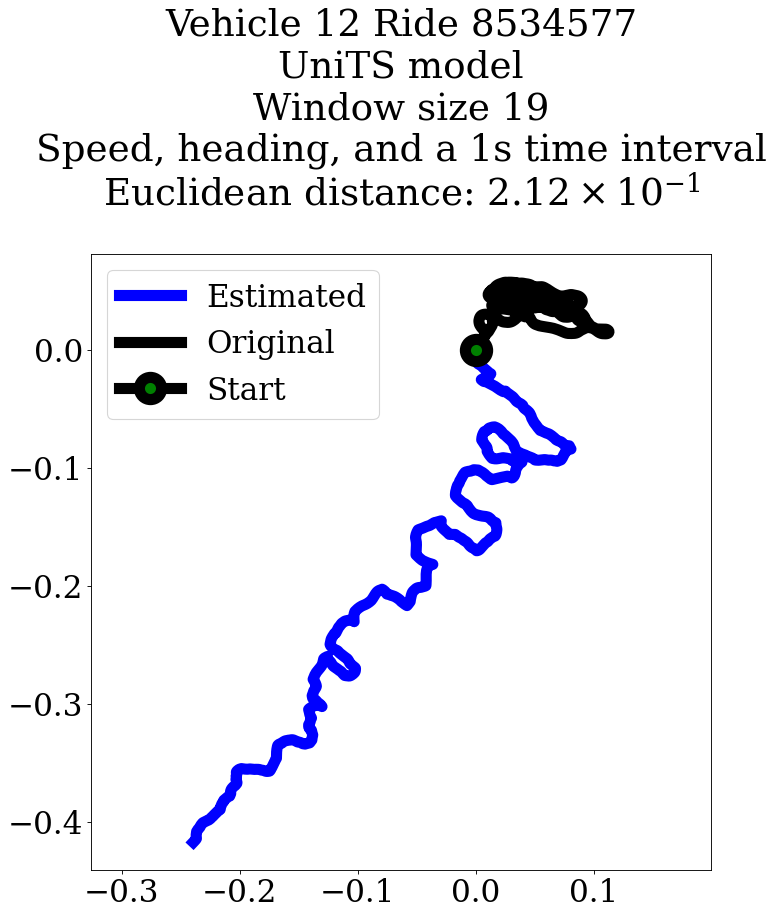 Vehicle 12 Ride 8534577
UniTS model
Window size 19
Speed, heading, and a 1s time interval
Euclidean distance: 2.12 × 10⁻¹
Estimated
Original
Start
0.0
−0.1
−0.2
−0.3
−0.4
−0.3 −0.2 −0.1 0.0 0.1